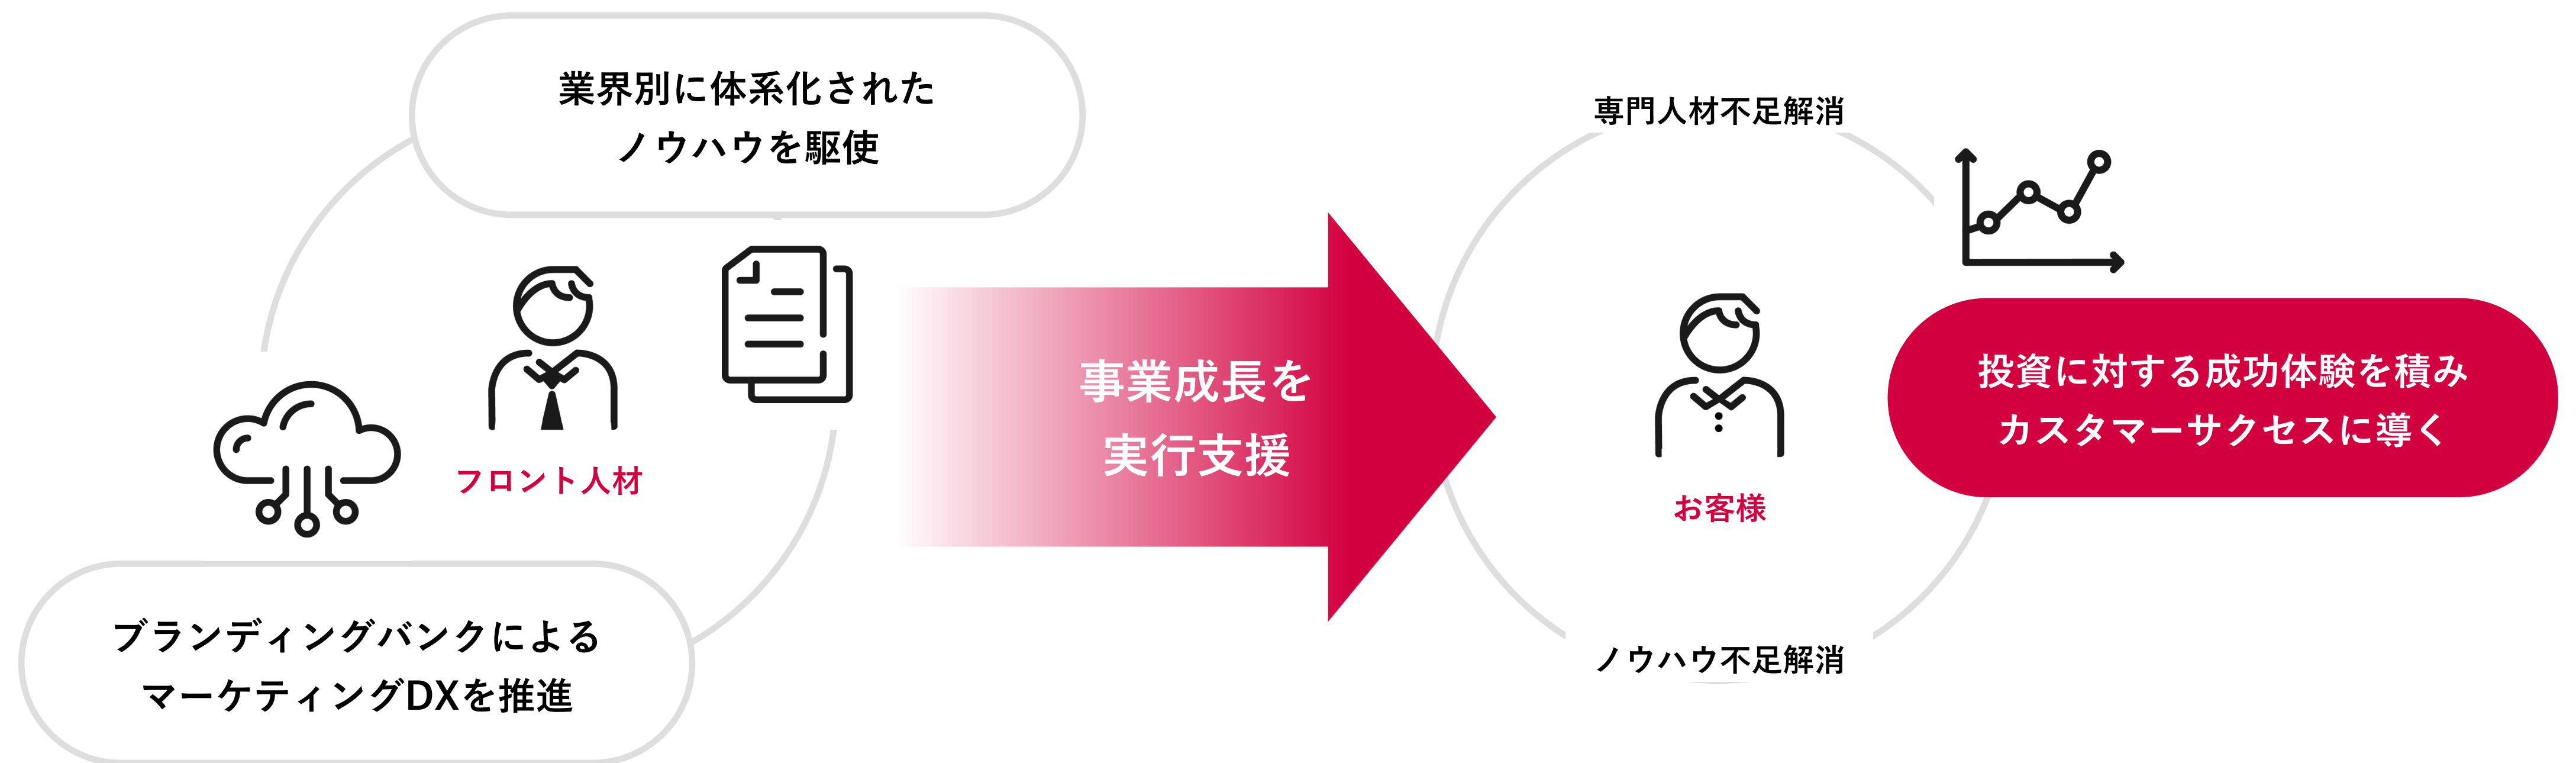 業界別に体系化された
ノウハウを駆使
フロント人材
ブランディングバンクによる
マーケティングDXを推進
事業成長を
実行支援
専門人材不足解消
お客様
投資に対する成功体験を積み
カスタマーサクセスに導く
ノウハウ不足解消